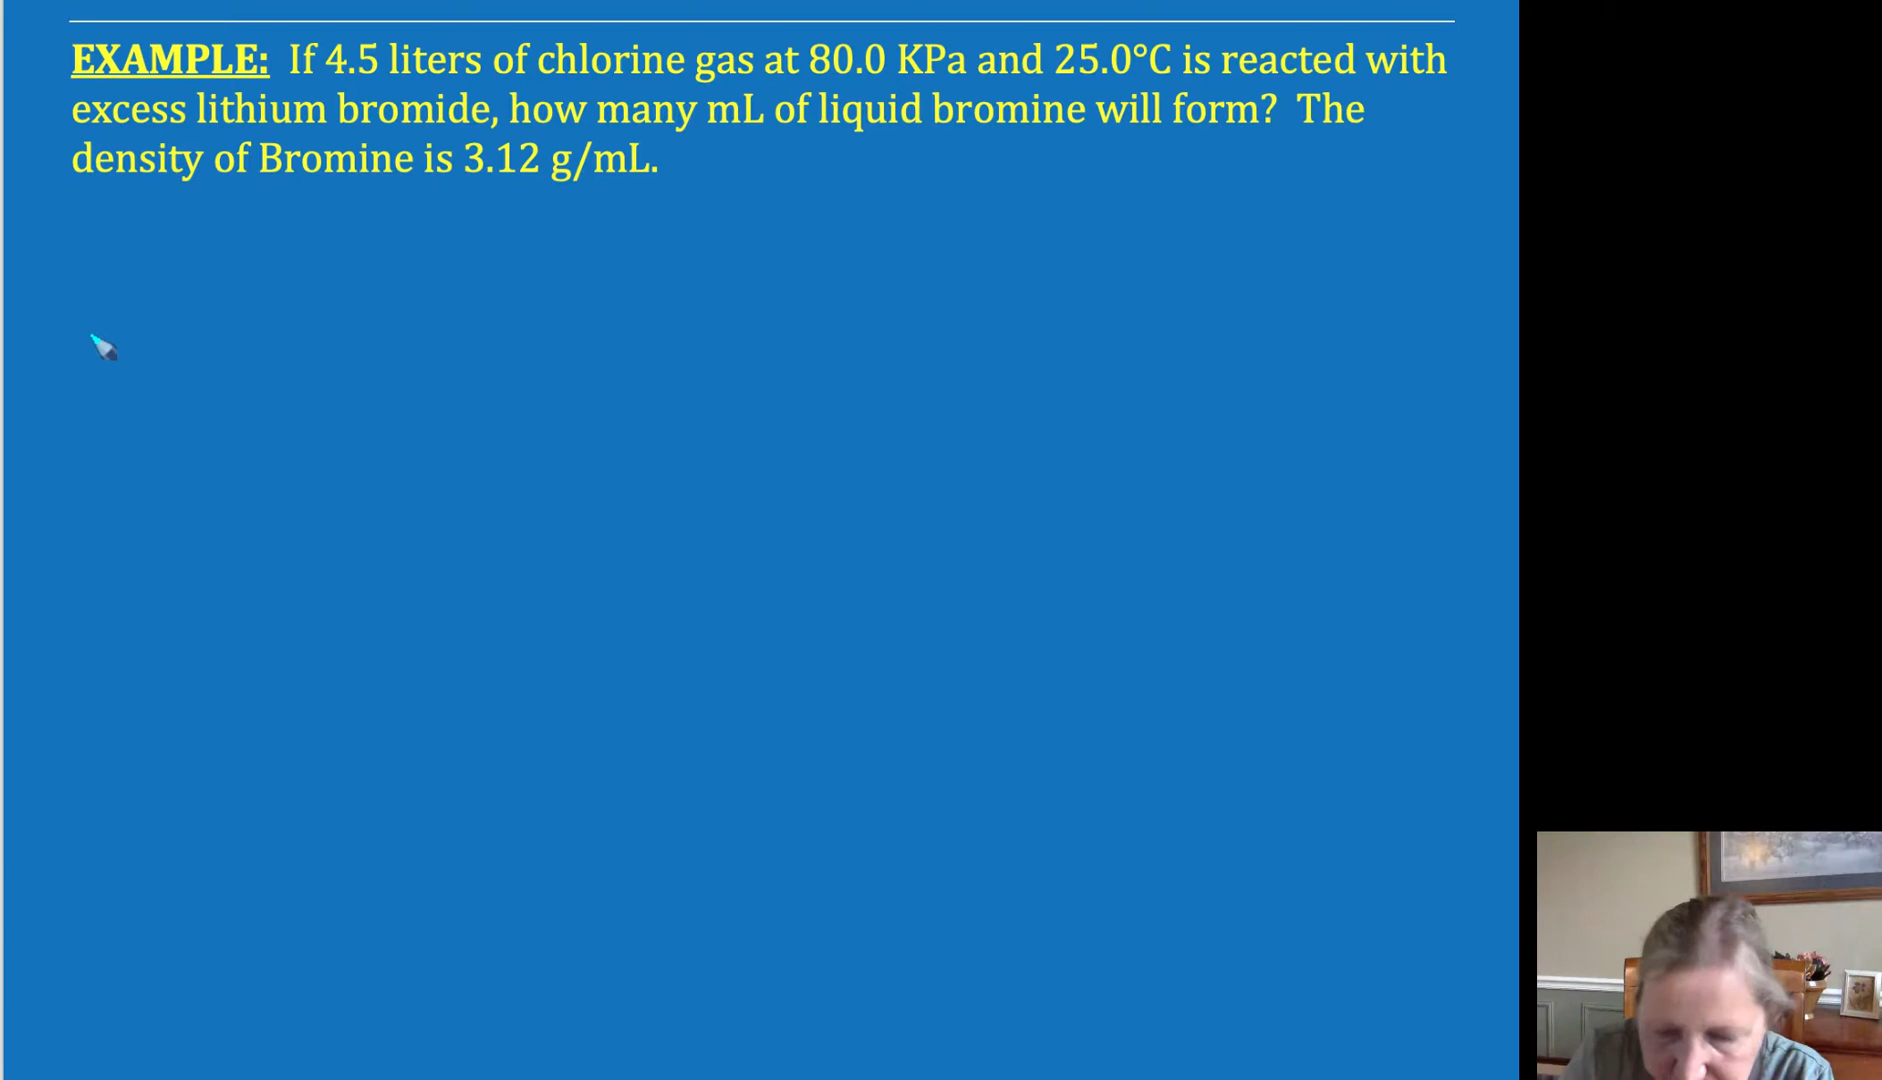 EXAMPLE: If 4.5 liters of chlorine gas at 80.0 KPa and 25.0°C is reacted with
excess lithium bromide, how many mL of liquid bromine will form? The
density of Bromine is 3.12 g/mL.